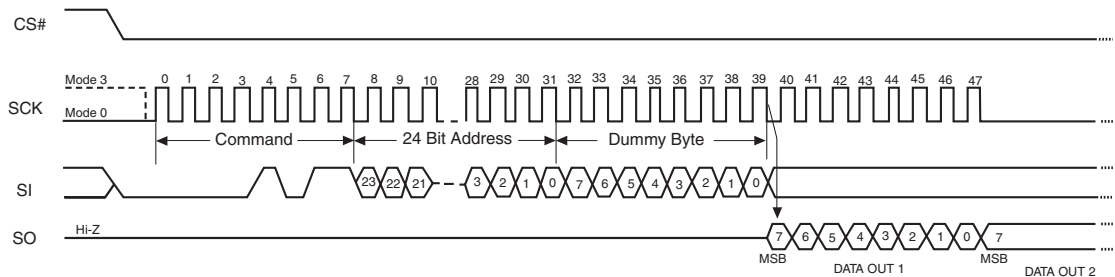 CS#
Mode 3
0 1 2 3 4 5 6 7 8 9 10 28 29 30 31 32 33 34 35 36 37 38 39 40 41 42 43 44 45 46 47
SCK
Mode 0
Command 24 Bit Address Dummy Byte
SI
23 22 21 3 2 1 0 7 6 5 4 3 2 1 0
Hi-Z
SO
7 6 5 4 3 2 1 0 7
MSB DATA OUT 1 MSB DATA OUT 2